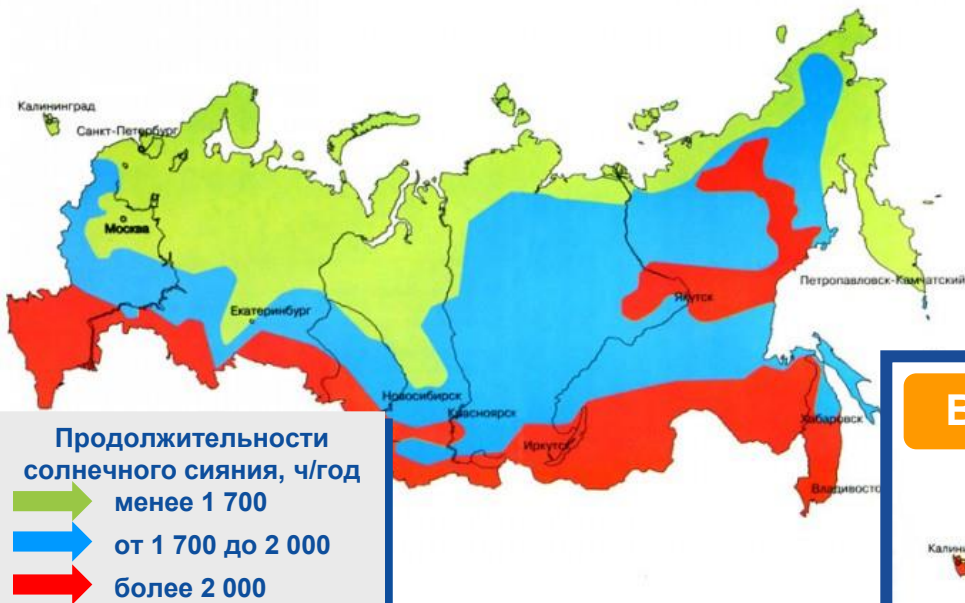 Калининград
Санкт-Петербург
Москва
Екатеринбург
Петропавловск-Камчатский
Якутск
Новосибирск
Красноярск
Иркутск
Хабаровск
Владивосто
Продолжительности
солнечного сияния, ч/год
менее 1 700
от 1 700 до 2 000
более 2 000
В
Калини